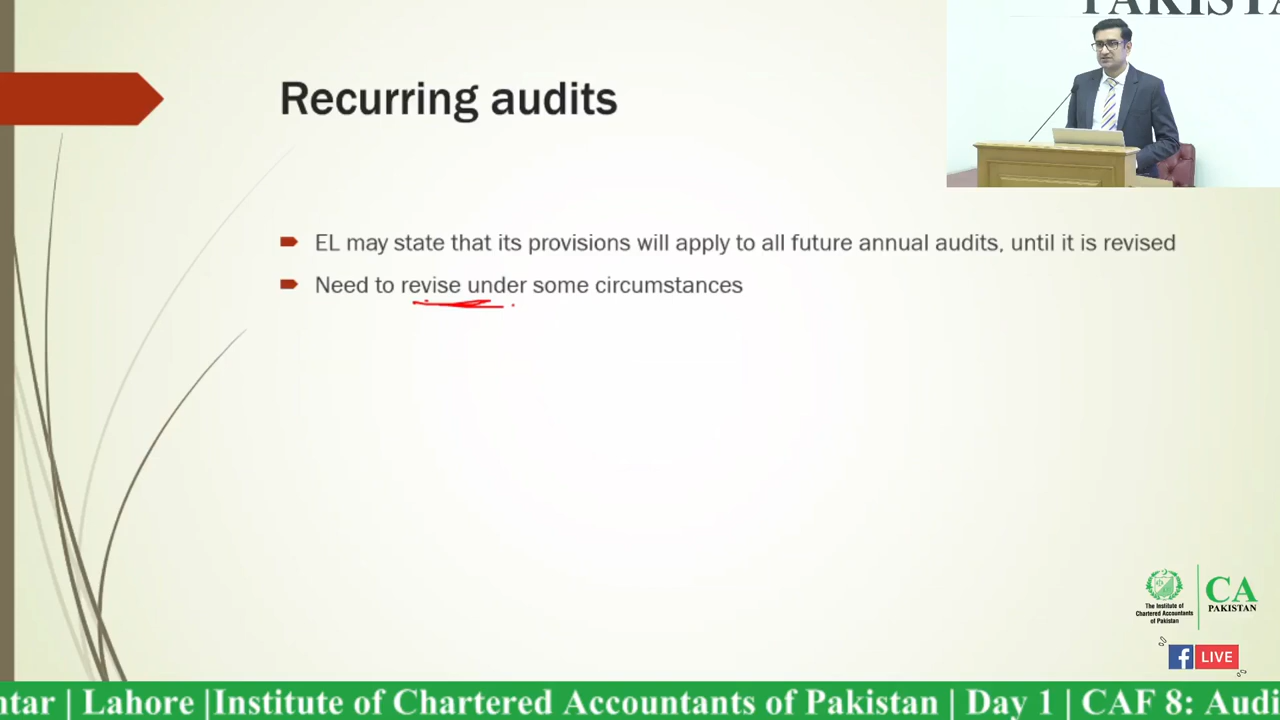 PAKISTA
Recurring audits
EL may state that its provisions will apply to all future annual audits, until it is revised
Need to revise under some circumstances
The Institute of
Chartered Accountants
of Pakistan
CA
PAKISTAN
f LIVE
ntar | Lahore |Institute of Chartered Accountants of Pakistan | Day 1 | CAF 8: Audi